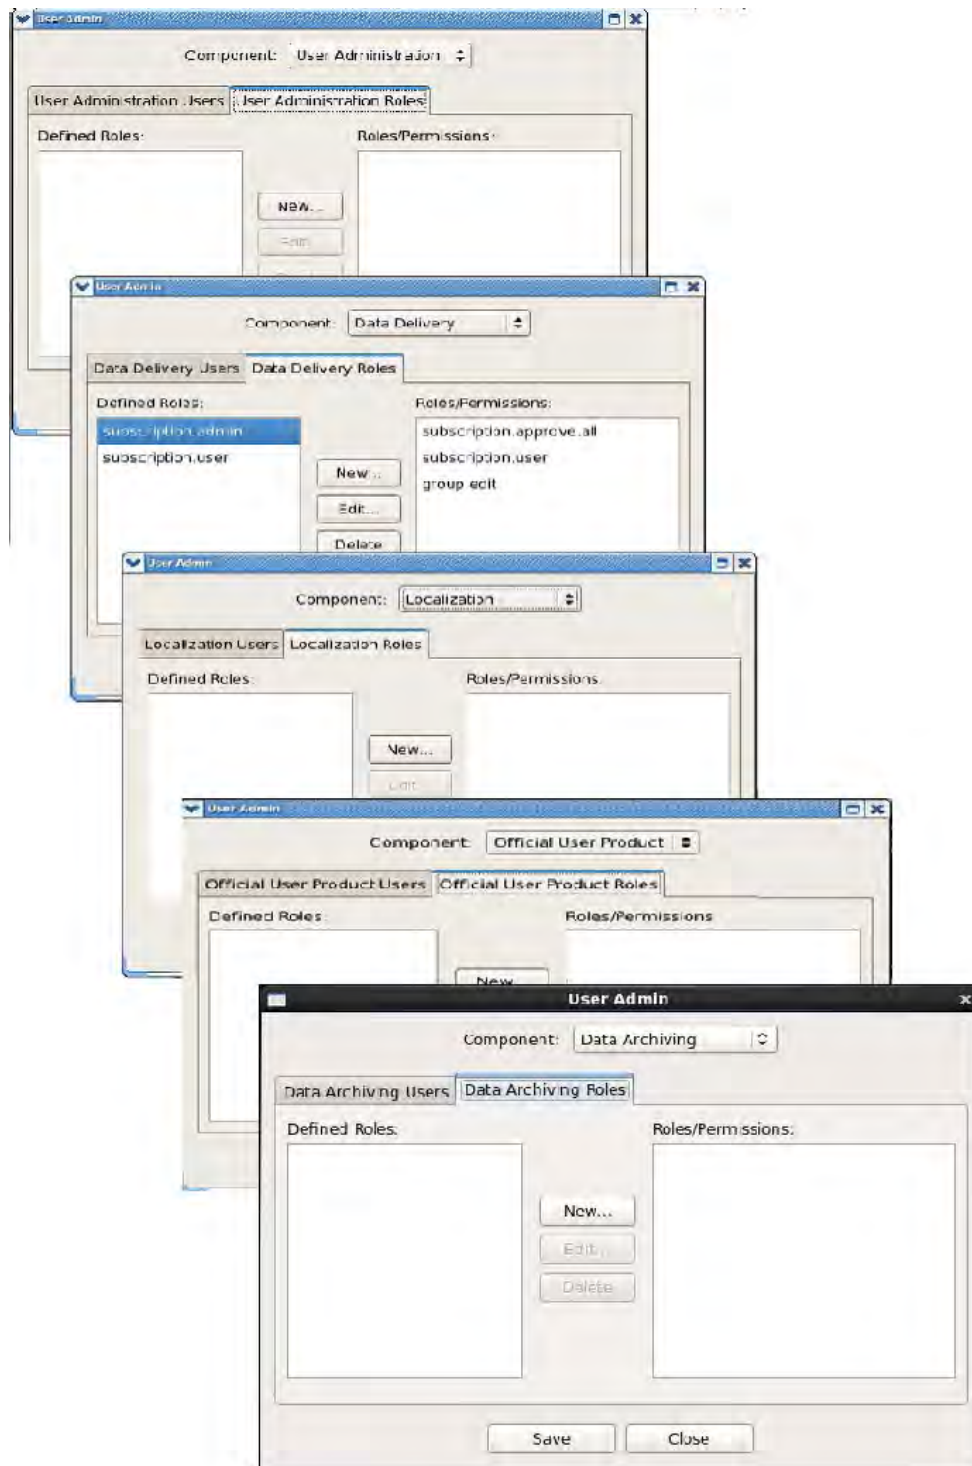 User Admin
Component: User Administration
User Administration Users User Administration Roles
Defined Roles: Roles/Permissions:
New...
Edit...
User Admin
Component: Data Delivery
Data Delivery Users Data Delivery Roles
Defined Roles: Roles/Permissions:
subscription.admin subscription.approve.all
subscription.user subscription.user
New... group edit
Edit...
Delete
User Admin
Component: Localization
Localization Users Localization Roles
Defined Roles: Roles/Permissions
New...
Edit...
User Admin
Component: Official User Product
Official User Product Users Official User Product Roles
Defined Roles: Roles/Permissions
New...
User Admin
Component: Data Archiving
Data Archiving Users Data Archiving Roles
Defined Roles: Roles/Permissions:
New...
Edit...
Delete
Save Close